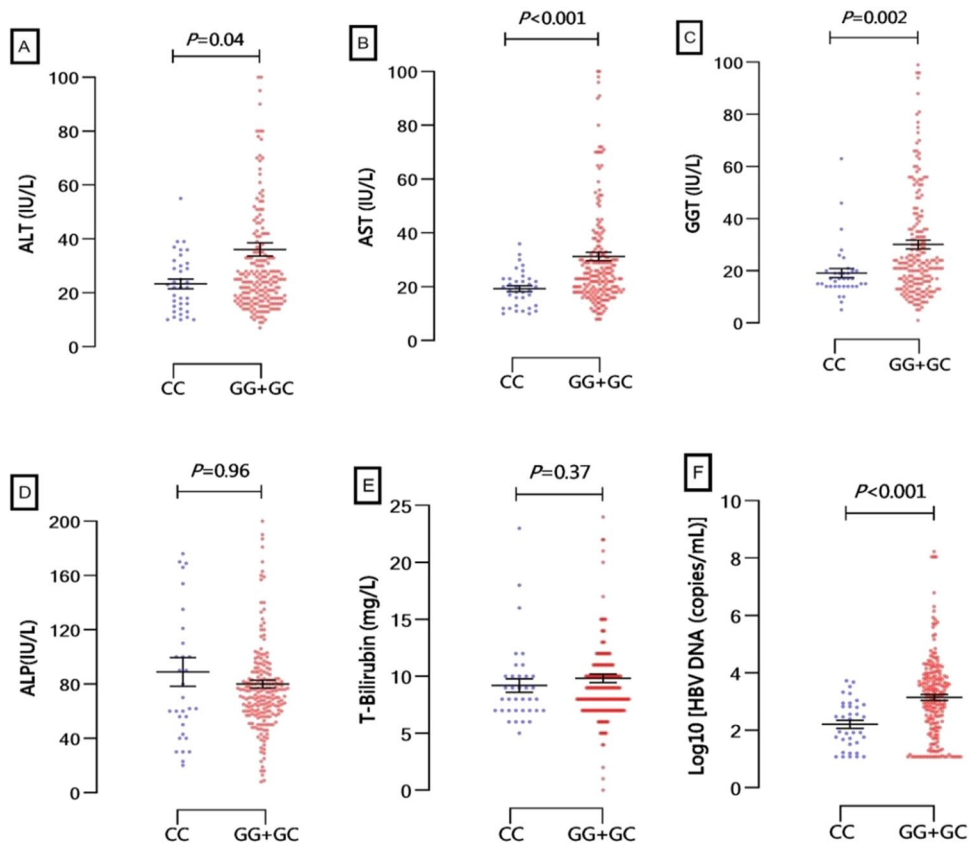 A
P=0.04
ALT (IU/L)
100
80
60
40
20
0
CC GG+GC
B
P<0.001
AST (IU/L)
100
80
60
40
20
0
CC GG+GC
C
P=0.002
GGT (IU/L)
100
80
60
40
20
0
CC GG+GC
D
P=0.96
ALP(IU/L)
200
160
120
80
40
0
CC GG+GC
E
P=0.37
T-Bilirubin (mg/L)
25
20
15
10
5
0
CC GG+GC
F
P<0.001
Log10 [HBV DNA (copies/mL)]
10
8
6
4
2
0
CC GG+GC